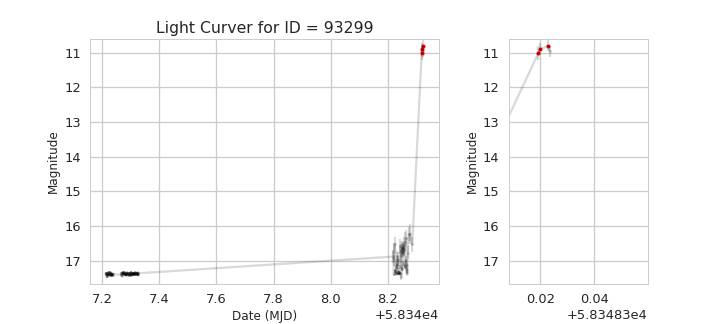 Light Curver for ID = 93299
Magnitude
11
12
13
14
15
16
17
7.2 7.4 7.6 7.8 8.0 8.2
Date (MJD)
+5.834e4
Magnitude
11
12
13
14
15
16
17
0.02 0.04
+5.83483e4